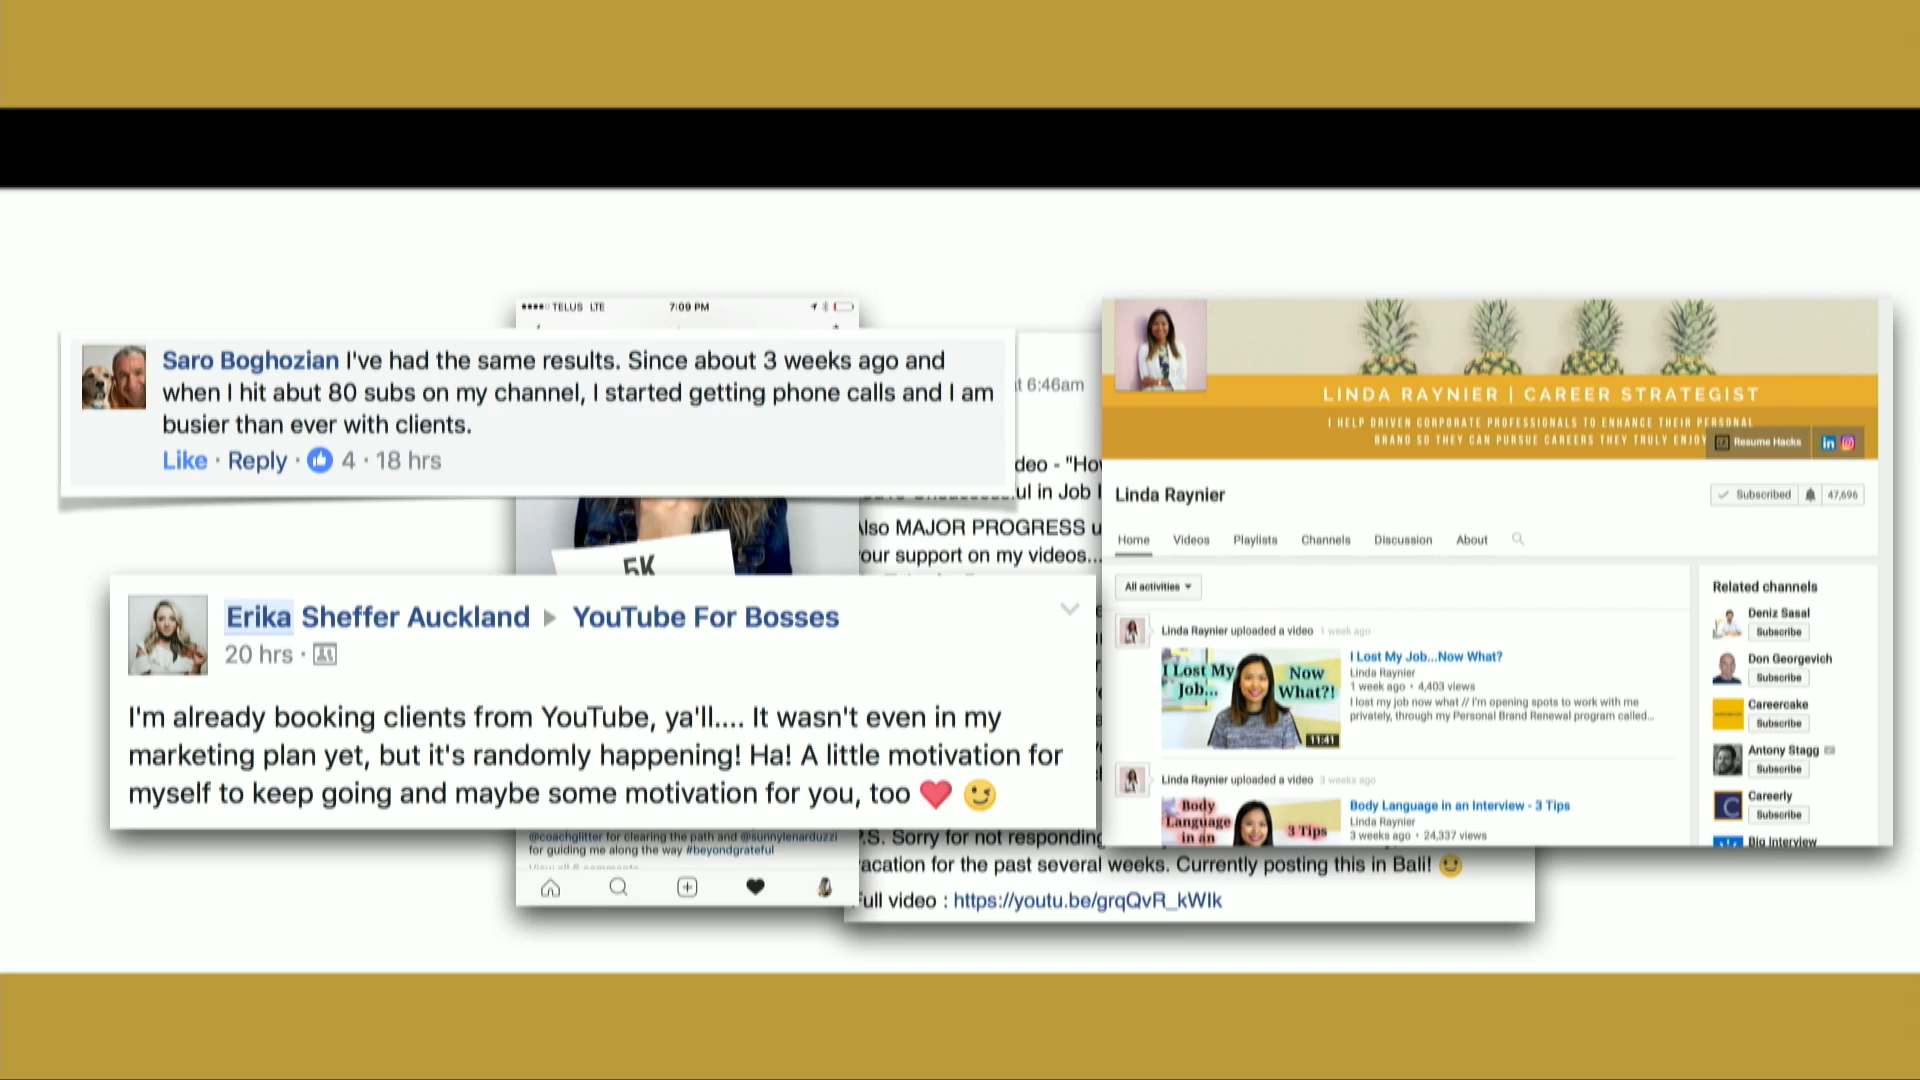 TELUS LTE 7:09 PM
Saro Boghozian I've had the same results. Since about 3 weeks ago and
when I hit abut 80 subs on my channel, I started getting phone calls and I am
busier than ever with clients.
Like · Reply · 4 · 18 hrs
5K
Erika Sheffer Auckland ▸ YouTube For Bosses
20 hrs ·
I'm already booking clients from YouTube, ya'll.... It wasn't even in my
marketing plan yet, but it's randomly happening! Ha! A little motivation for
myself to keep going and maybe some motivation for you, too ❤️ 😉
@coachglitter for clearing the path and @sunnylenarduzzi
for guiding me along the way #beyondgrateful
View all 6 comments
6:46am
deo - "How
ul in Job I
Also MAJOR PROGRESS u
your support on my videos...
P.S. Sorry for not responding
vacation for the past several weeks. Currently posting this in Bali! 🙂
Full video : https://youtu.be/grqQvR_kWIk
LINDA RAYNIER | CAREER STRATEGIST
I HELP DRIVEN CORPORATE PROFESSIONALS TO ENHANCE THEIR PERSONAL
BRAND SO THEY CAN PURSUE CAREERS THEY TRULY ENJOY
Resume Hacks
in
Linda Raynier
Subscribed 47,696
Home Videos Playlists Channels Discussion About
All activities
Linda Raynier uploaded a video 1 week ago
I Lost My
Job...
Now
What?!
11:41
I Lost My Job...Now What?
Linda Raynier
1 week ago · 4,403 views
I lost my job now what // I'm opening spots to work with me
privately, through my Personal Brand Renewal program called...
Linda Raynier uploaded a video 3 weeks ago
Body
Language
in an
3 Tips
Body Language in an Interview - 3 Tips
Linda Raynier
3 weeks ago · 24,337 views
Related channels
Deniz Sasal
Subscribe
Don Georgevich
Subscribe
Careercake
Subscribe
Antony Stagg
Subscribe
Careerly
Subscribe
C
Big Interview